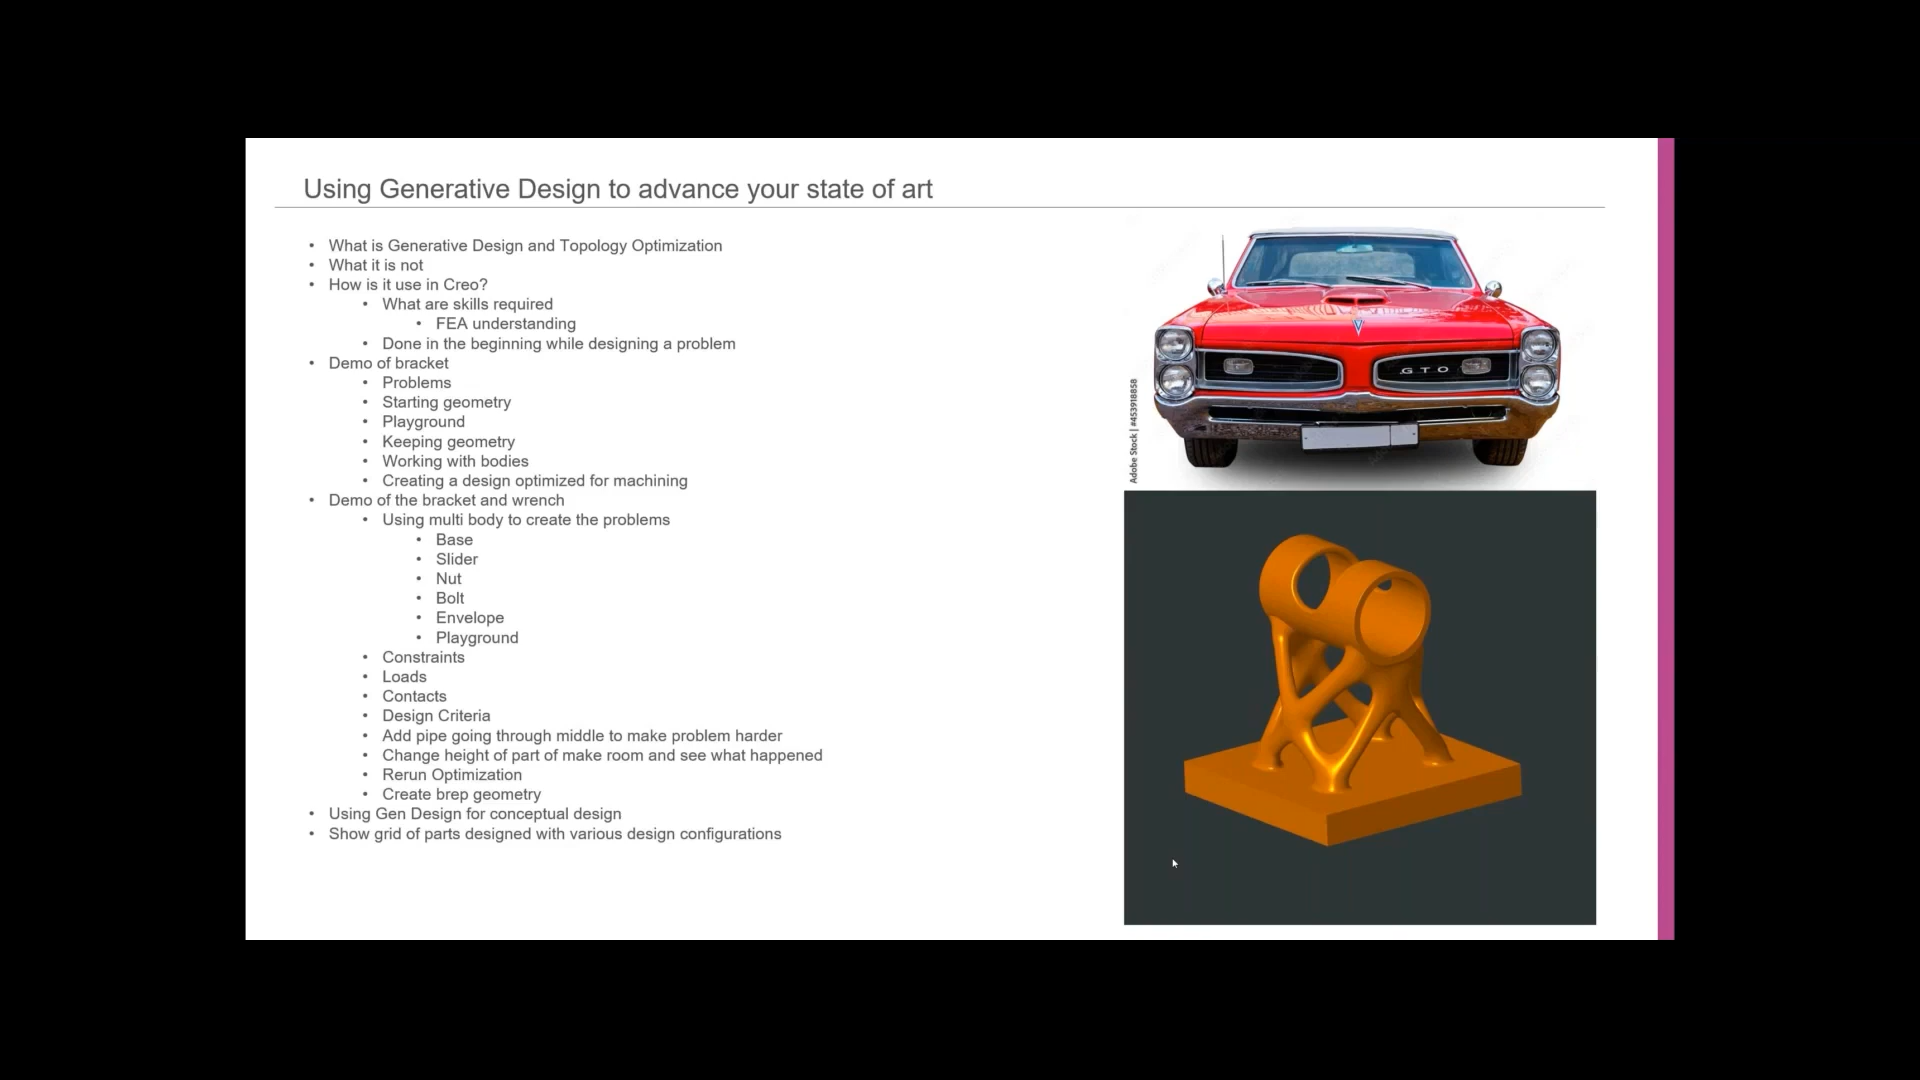 Using Generative Design to advance your state of art
• What is Generative Design and Topology Optimization
• What it is not
• How is it use in Creo?
• What are skills required
• FEA understanding
• Done in the beginning while designing a problem
• Demo of bracket
• Problems
• Starting geometry
• Playground
• Keeping geometry
• Working with bodies
• Creating a design optimized for machining
• Demo of the bracket and wrench
• Using multi body to create the problems
• Base
• Slider
• Nut
• Bolt
• Envelope
• Playground
• Constraints
• Loads
• Contacts
• Design Criteria
• Add pipe going through middle to make problem harder
• Change height of part of make room and see what happened
• Rerun Optimization
• Create brep geometry
• Using Gen Design for conceptual design
• Show grid of parts designed with various design configurations
GTO
Adobe Stock | #453918858